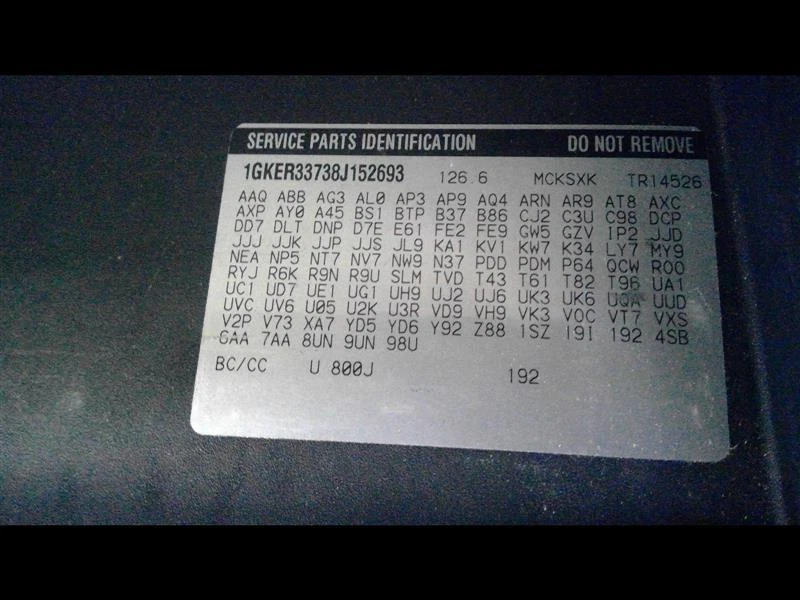 SERVICE PARTS IDENTIFICATION DO NOT REMOVE
1GKER33738J152693 126.6 MCKSXK TR14526
AAQ ABB AG3 AL0 AP3 AP9 AQ4 ARN AR9 AT8 AXC
AXP AY0 A45 BS1 BTP B37 B86 CJ2 C3U C98 DCP
DD7 DLT DNP D7E E61 FE2 FE9 GW5 GZV IP2 JJD
JJJ JJK JJP JJS JL9 KA1 KV1 KW7 K34 LY7 MY9
NEA NP5 NT7 NV7 NW9 N37 PDD PDM P64 QCW R00
RYJ R6K R9N R9U SLM TVD T43 T61 T82 T96 UA1
UC1 UD7 UE1 UG1 UH9 UJ2 UJ6 UK3 UK6 UQA UUD
UVC UV6 U05 U2K U3R VD9 VH9 VK3 V0C VT7 VXS
V2P V73 XA7 YD5 YD6 Y92 Z88 1SZ 19I 192 4SB
GAA 7AA 8UN 9UN 98U
BC/CC U 800J 192